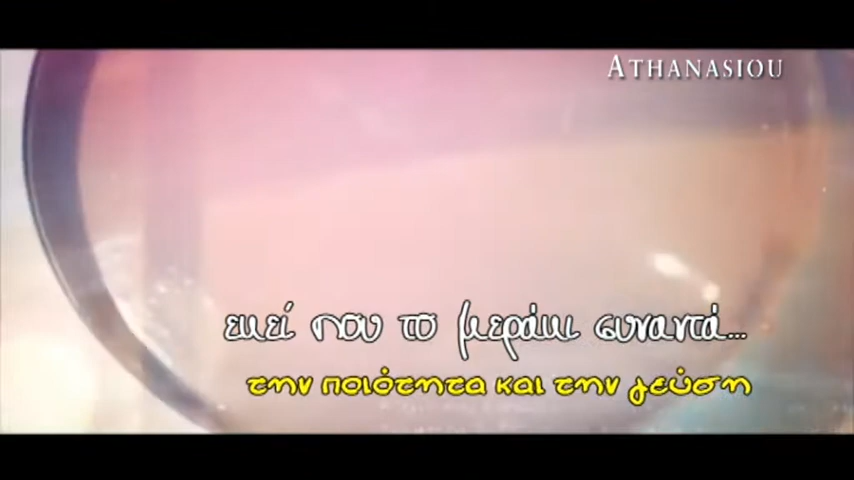 ATHANASIOU
εκεί που το μεράκι συναντά...
την ποιότητα και την γεύση